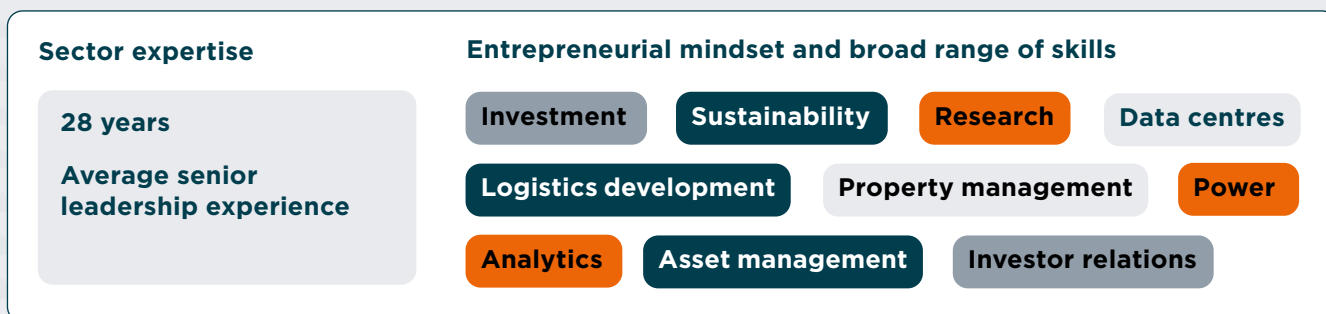 Sector expertise
28 years
Average senior
leadership experience
Entrepreneurial mindset and broad range of skills
Investment
Sustainability
Research
Data centres
Logistics development
Property management
Power
Analytics
Asset management
Investor relations